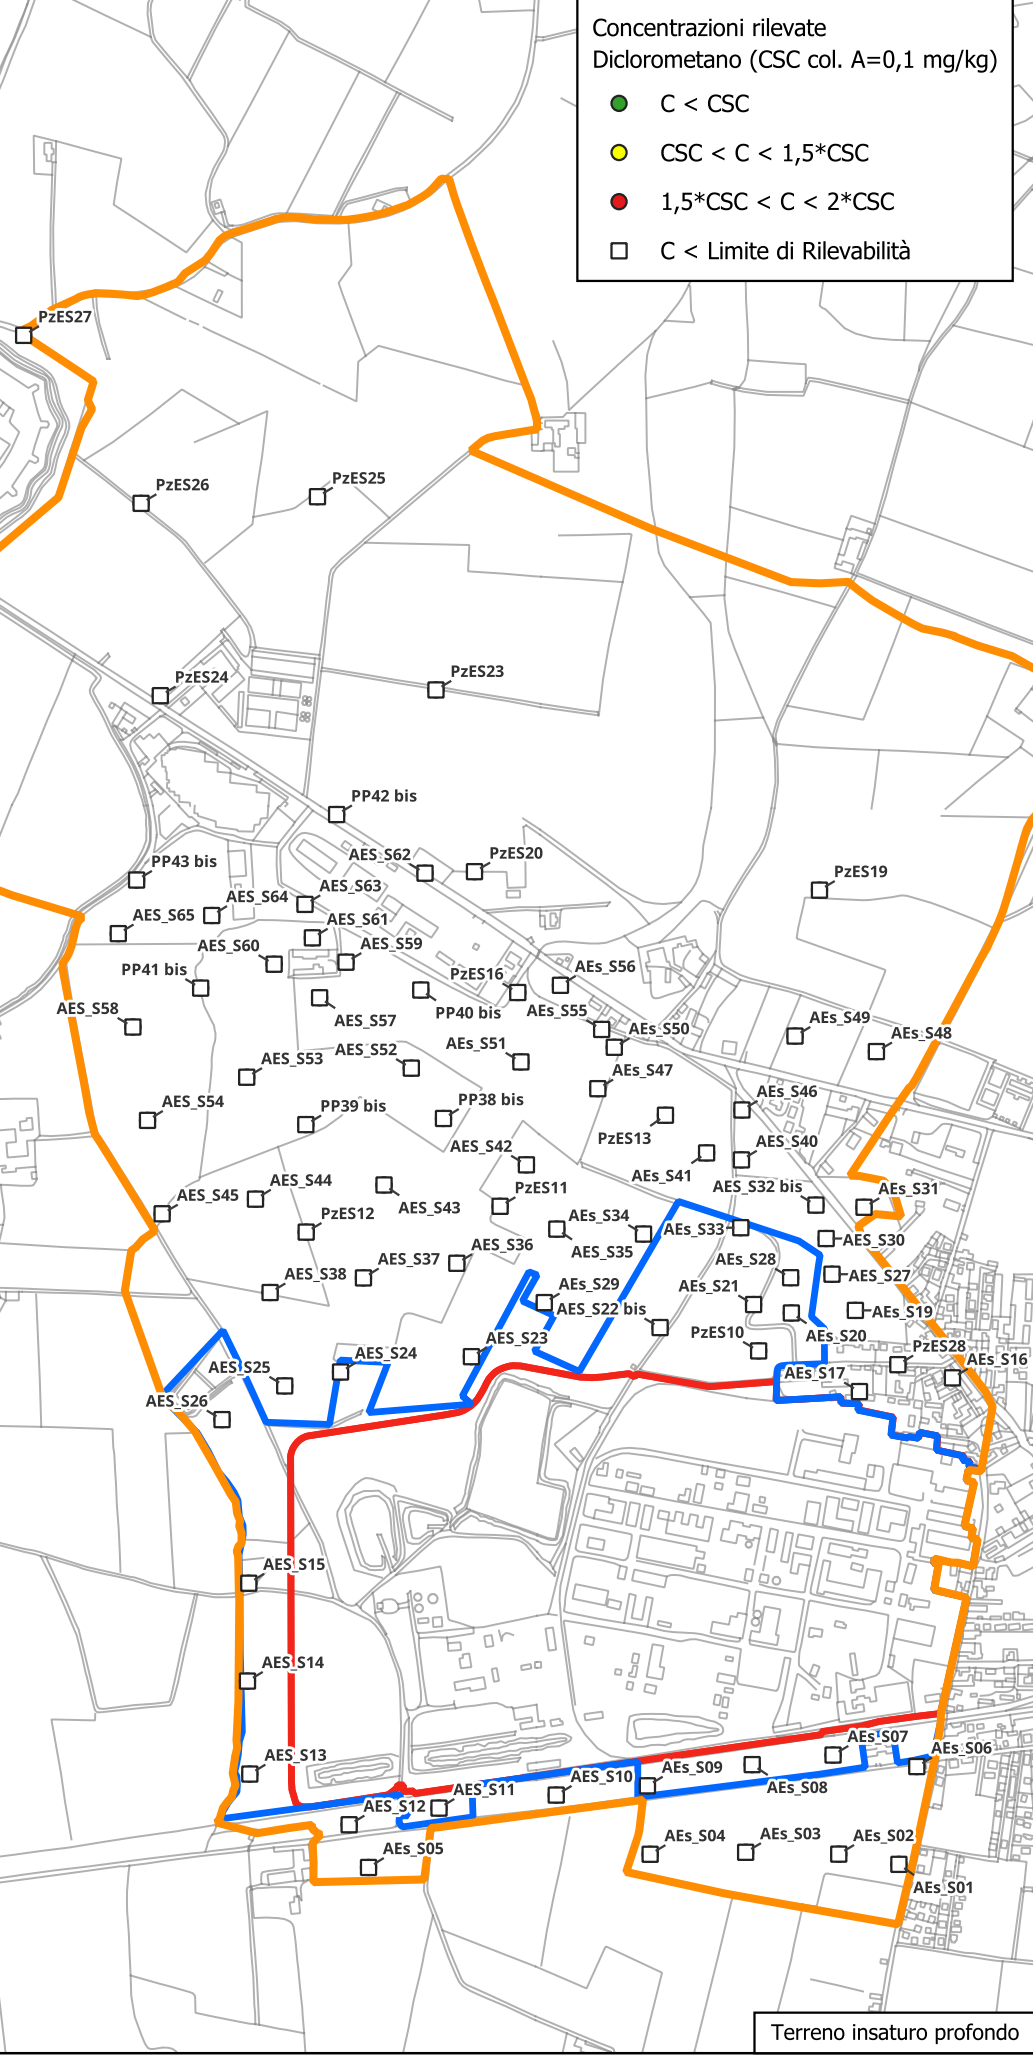 Concentrazioni rilevate
Diclorometano (CSC col. A=0,1 mg/kg)
C < CSC
CSC < C < 1,5*CSC
1,5*CSC < C < 2*CSC
C < Limite di Rilevabilità
PzES27
PzES26
PzES25
PzES24
PzES23
PP42 bis
AES_S62
PzES20
PP43 bis
PzES19
AES_S64
AES_S63
AES_S65
AES_S61
AES_S60
AES_S59
PP41 bis
PzES16
AEs_S56
AES_S58
AES_S57
PP40 bis
AEs_S55
AEs_S50
AEs_S49
AEs_S48
AES_S53
AES_S52
AEs_S51
AEs_S47
AES_S54
PP39 bis
PP38 bis
AEs_S46
PzES13
AES_S42
AEs_S41
AEs_S40
AES_S45
AES_S44
AES_S43
PzES11
AES_S32 bis
AEs_S31
PzES12
AES_S34
AEs_S33
AES_S35
AEs_S30
AES_S38
AES_S37
AES_S36
AES_S28
AEs_S27
AES_S29
AES_S21
AES_S22 bis
AEs_S19
AES_S23
PzES10
AEs_S20
PzES28
AES_S25
AES_S24
AEs_S17
AEs_S16
AES_S26
AES_S15
AES_S14
AES_S13
AES_S12
AES_S11
AES_S10
AEs_S09
AEs_S08
AEs_S07
AEs_S06
AEs_S05
AEs_S04
AEs_S03
AEs_S02
AEs_S01
Terreno insaturo profondo